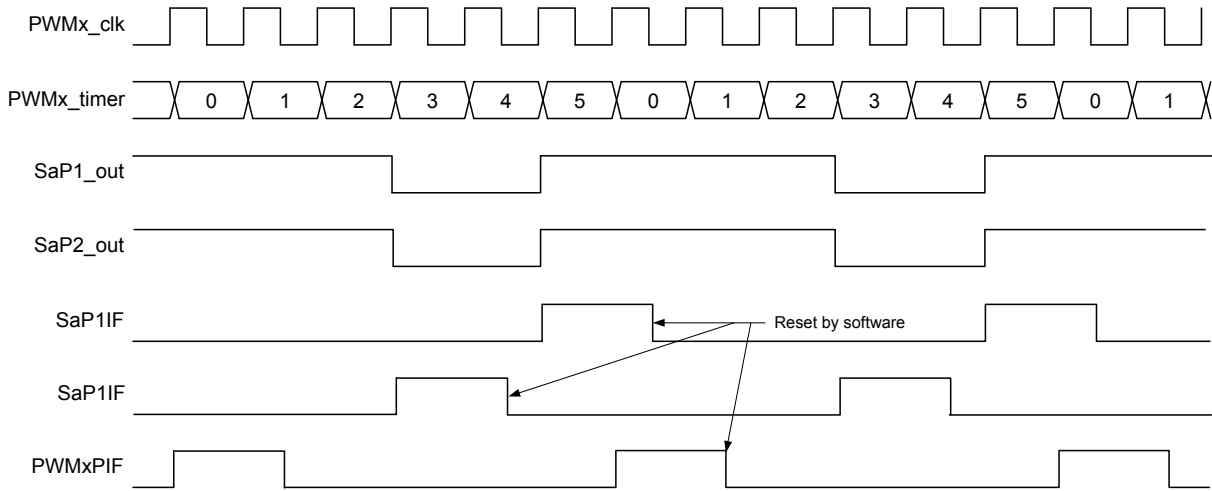 PWMx_clk
PWMx_timer 0 1 2 3 4 5 0 1 2 3 4 5 0 1
SaP1_out
SaP2_out
SaP1IF Reset by software
SaP1IF
PWMxPIF